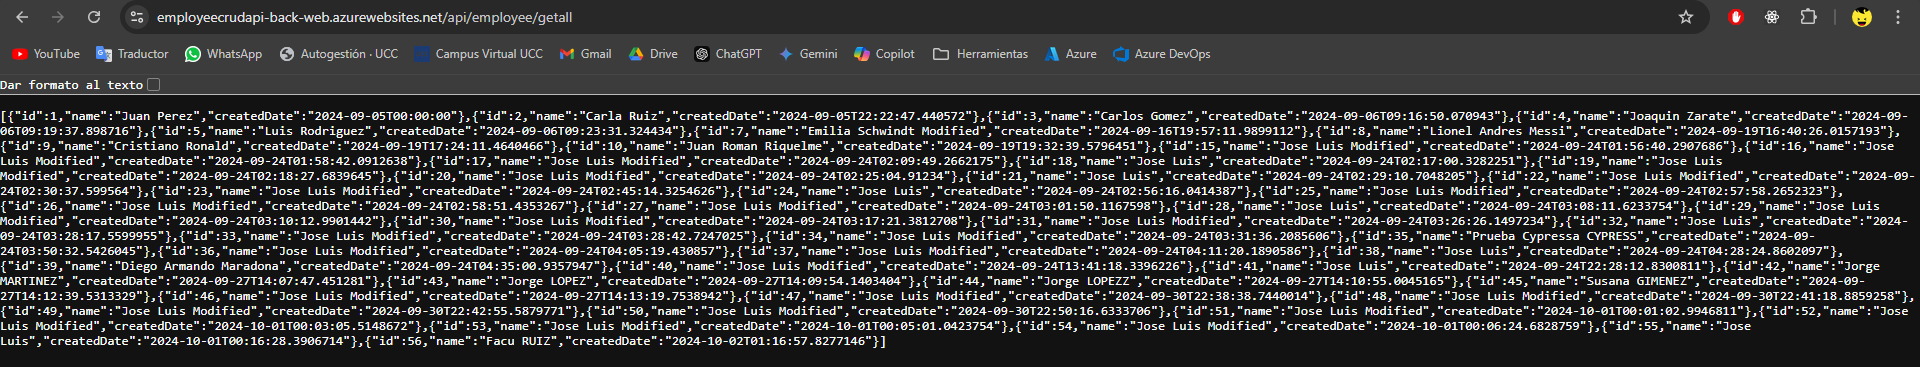 employeecrudapi-back-web.azurewebsites.net/api/employee/getall
YouTube Traductor WhatsApp Autogestión · UCC Campus Virtual UCC Gmail Drive ChatGPT Gemini Copilot Herramientas Azure Azure DevOps
Dar formato al texto
[{"id":1,"name":"Juan Perez","createdDate":"2024-09-05T00:00:00"},{"id":2,"name":"Carla Ruiz","createdDate":"2024-09-05T22:22:47.440572"},{"id":3,"name":"Carlos Gomez","createdDate":"2024-09-06T09:16:50.070943"},{"id":4,"name":"Joaquin Zarate","createdDate":"2024-09-
06T09:19:37.898716"},{"id":5,"name":"Luis Rodriguez","createdDate":"2024-09-06T09:23:31.324434"},{"id":7,"name":"Emilia Schwindt Modified","createdDate":"2024-09-16T19:57:11.9899112"},{"id":8,"name":"Lionel Andres Messi","createdDate":"2024-09-19T16:40:26.0157193"},
{"id":9,"name":"Cristiano Ronald","createdDate":"2024-09-19T17:24:11.4640466"},{"id":10,"name":"Juan Roman Riquelme","createdDate":"2024-09-19T19:32:39.5796451"},{"id":15,"name":"Jose Luis Modified","createdDate":"2024-09-24T01:56:40.2907686"},{"id":16,"name":"Jose
Luis Modified","createdDate":"2024-09-24T01:58:42.0912638"},{"id":17,"name":"Jose Luis Modified","createdDate":"2024-09-24T02:09:49.2662175"},{"id":18,"name":"Jose Luis","createdDate":"2024-09-24T02:17:00.3282251"},{"id":19,"name":"Jose Luis
Modified","createdDate":"2024-09-24T02:18:27.6839645"},{"id":20,"name":"Jose Luis Modified","createdDate":"2024-09-24T02:25:04.91234"},{"id":21,"name":"Jose Luis","createdDate":"2024-09-24T02:29:10.7048205"},{"id":22,"name":"Jose Luis Modified","createdDate":"2024-09-
24T02:30:37.599564"},{"id":23,"name":"Jose Luis Modified","createdDate":"2024-09-24T02:45:14.3254626"},{"id":24,"name":"Jose Luis","createdDate":"2024-09-24T02:56:16.0414387"},{"id":25,"name":"Jose Luis Modified","createdDate":"2024-09-24T02:57:58.2652323"},
{"id":26,"name":"Jose Luis Modified","createdDate":"2024-09-24T02:58:51.4353267"},{"id":27,"name":"Jose Luis Modified","createdDate":"2024-09-24T03:01:50.1167598"},{"id":28,"name":"Jose Luis","createdDate":"2024-09-24T03:08:11.6233754"},{"id":29,"name":"Jose Luis
Modified","createdDate":"2024-09-24T03:10:12.9901442"},{"id":30,"name":"Jose Luis Modified","createdDate":"2024-09-24T03:17:21.3812708"},{"id":31,"name":"Jose Luis Modified","createdDate":"2024-09-24T03:26:26.1497234"},{"id":32,"name":"Jose Luis","createdDate":"2024-
09-24T03:28:17.5599955"},{"id":33,"name":"Jose Luis Modified","createdDate":"2024-09-24T03:28:42.7247025"},{"id":34,"name":"Jose Luis Modified","createdDate":"2024-09-24T03:31:36.2085606"},{"id":35,"name":"Prueba Cypressa CYPRESS","createdDate":"2024-09-
24T03:50:32.5426045"},{"id":36,"name":"Jose Luis Modified","createdDate":"2024-09-24T04:05:19.430857"},{"id":37,"name":"Jose Luis Modified","createdDate":"2024-09-24T04:11:20.1890586"},{"id":38,"name":"Jose Luis","createdDate":"2024-09-24T04:28:24.8602097"},
{"id":39,"name":"Diego Armando Maradona","createdDate":"2024-09-24T04:35:00.9357947"},{"id":40,"name":"Jose Luis Modified","createdDate":"2024-09-24T13:41:18.3396226"},{"id":41,"name":"Jose Luis","createdDate":"2024-09-24T22:28:12.8300811"},{"id":42,"name":"Jorge
MARTINEZ","createdDate":"2024-09-27T14:07:47.451281"},{"id":43,"name":"Jorge LOPEZ","createdDate":"2024-09-27T14:09:54.1403404"},{"id":44,"name":"Jorge LOPEZZ","createdDate":"2024-09-27T14:10:55.0045165"},{"id":45,"name":"Susana GIMENEZ","createdDate":"2024-09-
27T14:12:39.5313329"},{"id":46,"name":"Jose Luis Modified","createdDate":"2024-09-27T14:13:19.7538942"},{"id":47,"name":"Jose Luis Modified","createdDate":"2024-09-30T22:38:38.7440014"},{"id":48,"name":"Jose Luis Modified","createdDate":"2024-09-30T22:41:18.8859258"},
{"id":49,"name":"Jose Luis Modified","createdDate":"2024-09-30T22:42:55.5879771"},{"id":50,"name":"Jose Luis Modified","createdDate":"2024-09-30T22:50:16.6333706"},{"id":51,"name":"Jose Luis Modified","createdDate":"2024-10-01T00:01:02.9946811"},{"id":52,"name":"Jose
Luis Modified","createdDate":"2024-10-01T00:03:05.5148672"},{"id":53,"name":"Jose Luis Modified","createdDate":"2024-10-01T00:05:01.0423754"},{"id":54,"name":"Jose Luis Modified","createdDate":"2024-10-01T00:06:24.6828759"},{"id":55,"name":"Jose
Luis","createdDate":"2024-10-01T00:16:28.3906714"},{"id":56,"name":"Facu RUIZ","createdDate":"2024-10-02T01:16:57.8277146"}]